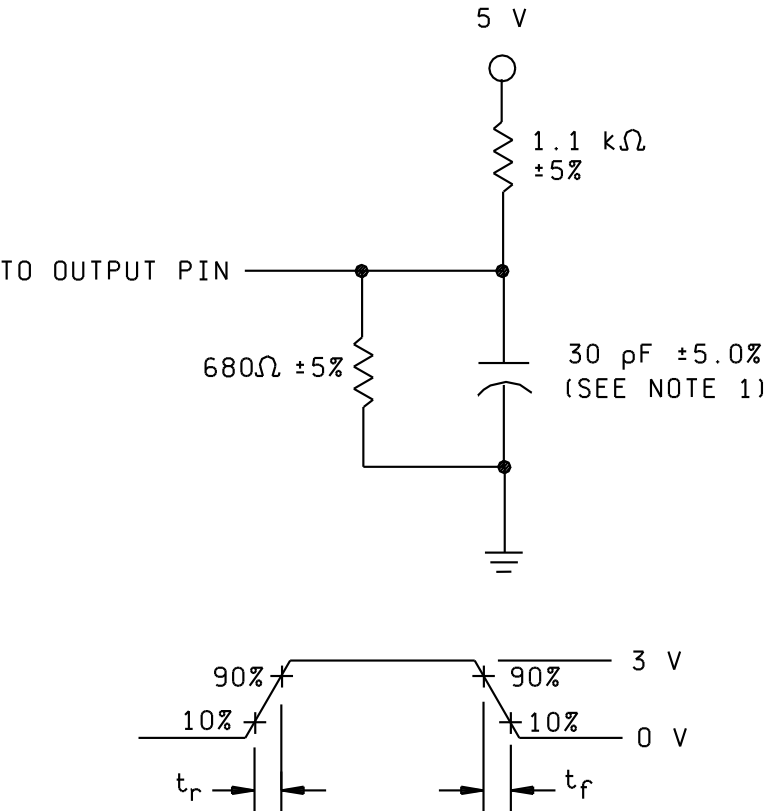 5 V
1.1 kΩ
±5%
TO OUTPUT PIN
680Ω ±5%
30 pF ±5.0%
(SEE NOTE 1)
3 V
90%
90%
10%
10%
0 V
tr
tf